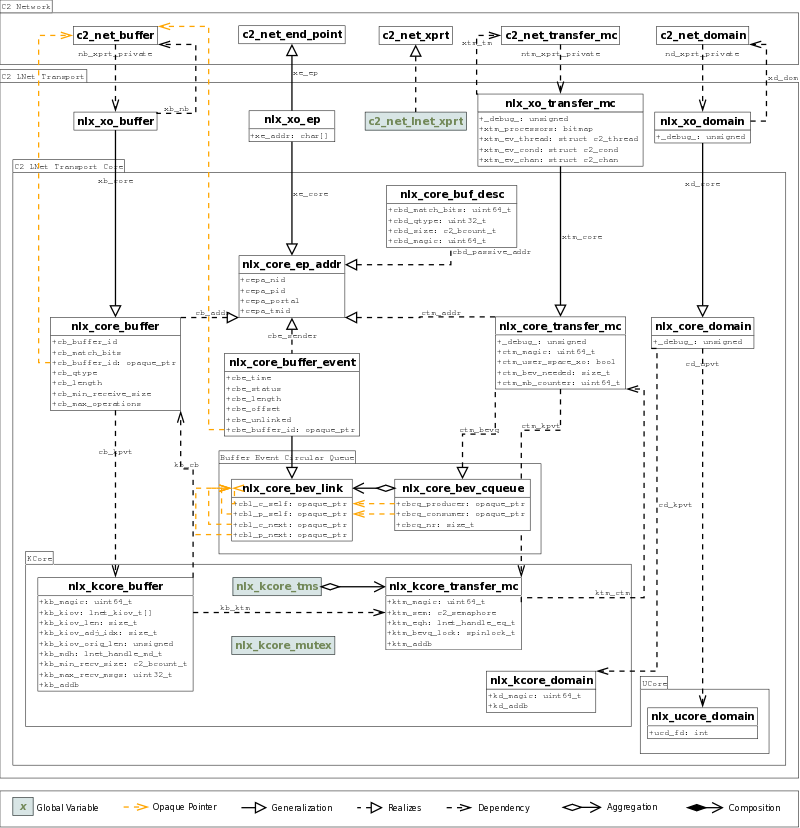 C2 Network
c2_net_buffer
c2_net_end_point
c2_net_xprt
c2_net_transfer_mc
c2_net_domain
xtm_tm
nb_xprt_private
ntm_xprt_private
nd_xprt_private
C2 LNet Transport
xe_ep
xd_dom
xb_nb
nlx_xo_buffer
nlx_xo_ep
+xe_addr: char[]
c2_net_lnet_xprt
nlx_xo_transfer_mc
+_debug_: unsigned
+xtm_processors: bitmap
+xtm_ev_thread: struct c2_thread
+xtm_ev_cond: struct c2_cond
+xtm_ev_chan: struct c2_chan
nlx_xo_domain
+_debug_: unsigned
C2 LNet Transport Core
xb_core
xe_core
xd_core
xtm_core
nlx_core_buf_desc
+cbd_match_bits: uint64_t
+cbd_qtype: uint32_t
+cbd_size: c2_bcount_t
+cbd_magic: uint64_t
cbd_passive_addr
nlx_core_ep_addr
+cepa_nid
+cepa_pid
+cepa_portal
+cepa_tmid
cb_addr
ctm_addr
nlx_core_buffer
+cb_buffer_id
+cb_match_bits
+cb_buffer_id: opaque_ptr
+cb_qtype
+cb_length
+cb_min_receive_size
+cb_max_operations
cbe_sender
nlx_core_transfer_mc
+_debug_: unsigned
+ctm_magic: uint64_t
+ctm_user_space_xo: bool
+ctm_bev_needed: size_t
+ctm_mb_counter: uint64_t
nlx_core_domain
+_debug_: unsigned
nlx_core_buffer_event
+cbe_time
+cbe_status
+cbe_length
+cbe_offset
+cbe_unlinked
+cbe_buffer_id: opaque_ptr
cd_upvt
ctm_bevq
ctm_kpvt
cb_kpvt
kb_cb
Buffer Event Circular Queue
nlx_core_bev_link
+cbl_c_self: opaque_ptr
+cbl_p_self: opaque_ptr
+cbl_c_next: opaque_ptr
+cbl_p_next: opaque_ptr
nlx_core_bev_cqueue
+cbcq_producer: opaque_ptr
+cbcq_consumer: opaque_ptr
+cbcq_nr: size_t
cd_kpvt
KCore
nlx_kcore_buffer
+kb_magic: uint64_t
+kb_kiov: lnet_kiov_t[]
+kb_kiov_len: size_t
+kb_kiov_adj_idx: size_t
+kb_kiov_orig_len: unsigned
+kb_mdh: lnet_handle_md_t
+kb_min_recv_size: c2_bcount_t
+kb_max_recv_msgs: uint32_t
+kb_addb
nlx_kcore_tms
kb_ktm
nlx_kcore_mutex
nlx_kcore_transfer_mc
+ktm_magic: uint64_t
+ktm_sem: c2_semaphore
+ktm_eqh: lnet_handle_eq_t
+ktm_bevq_lock: spinlock_t
+ktm_addb
ktm_ctm
nlx_kcore_domain
+kd_magic: uint64_t
+kd_addb
UCore
nlx_ucore_domain
+ucd_fd: int
x
Global Variable
Opaque Pointer
Generalization
Realizes
Dependency
Aggregation
Composition